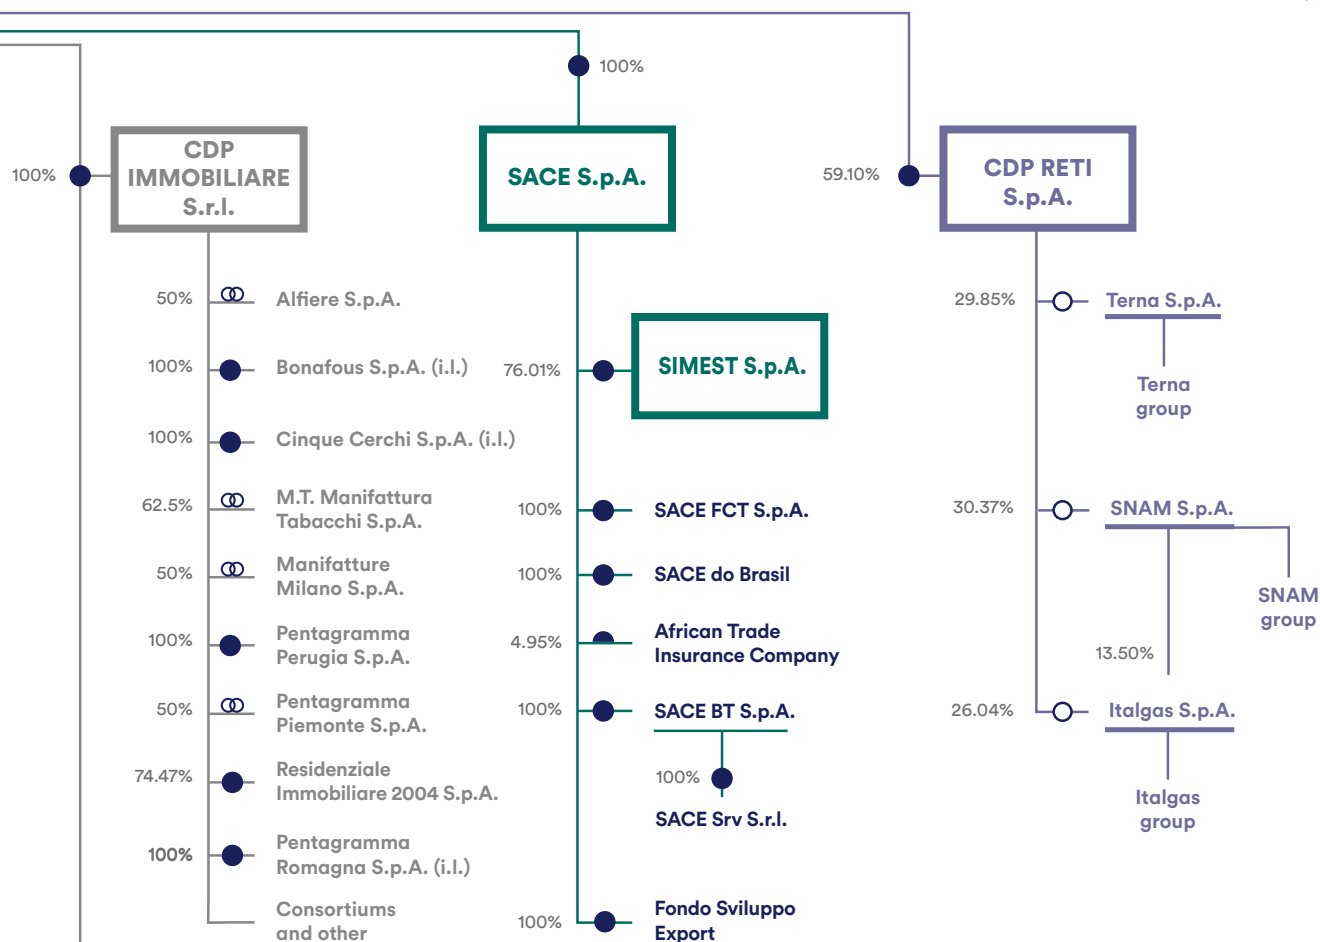 100%
CDP
IMMOBILIARE
S.r.l.
100%
50%
Alfiere S.p.A.
100%
Bonafous S.p.A. (i.l.)
100%
Cinque Cerchi S.p.A. (i.l.)
62.5%
M.T. Manifattura
Tabacchi S.p.A.
50%
Manifatture
Milano S.p.A.
100%
Pentagramma
Perugia S.p.A.
50%
Pentagramma
Piemonte S.p.A.
74.47%
Residenziale
Immobiliare 2004 S.p.A.
100%
Pentagramma
Romagna S.p.A. (i.l.)
Consortiums
and other
SACE S.p.A.
76.01%
SIMEST S.p.A.
100%
SACE FCT S.p.A.
100%
SACE do Brasil
4.95%
African Trade
Insurance Company
100%
SACE BT S.p.A.
100%
SACE Srv S.r.l.
100%
Fondo Sviluppo
Export
59.10%
CDP RETI
S.p.A.
29.85%
Terna S.p.A.
Terna
group
30.37%
SNAM S.p.A.
SNAM
group
13.50%
26.04%
Italgas S.p.A.
Italgas
group